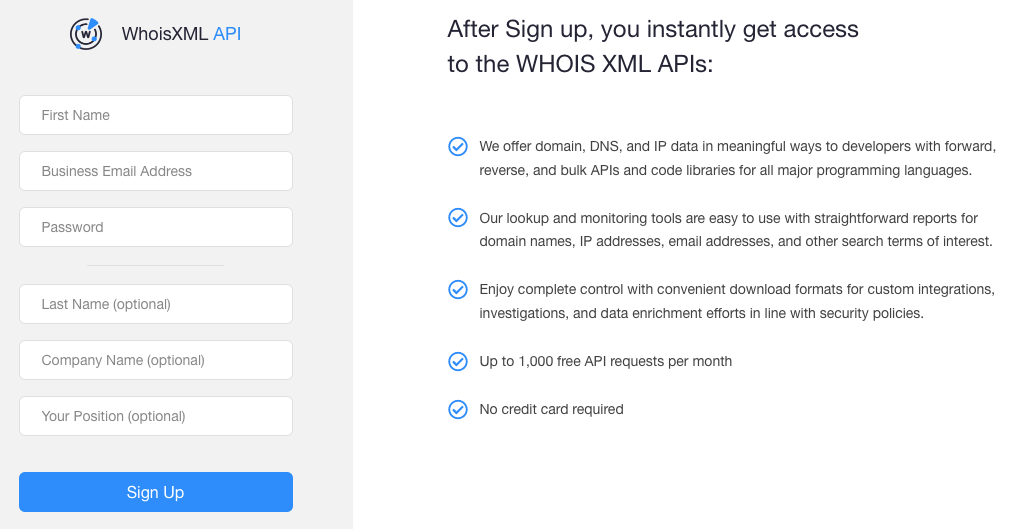 WhoisXML API
First Name
Business Email Address
Password
Last Name (optional)
Company Name (optional)
Your Position (optional)
Sign Up
After Sign up, you instantly get access
to the WHOIS XML APIs:
We offer domain, DNS, and IP data in meaningful ways to developers with forward,
reverse, and bulk APIs and code libraries for all major programming languages.
Our lookup and monitoring tools are easy to use with straightforward reports for
domain names, IP addresses, email addresses, and other search terms of interest.
Enjoy complete control with convenient download formats for custom integrations,
investigations, and data enrichment efforts in line with security policies.
Up to 1,000 free API requests per month
No credit card required